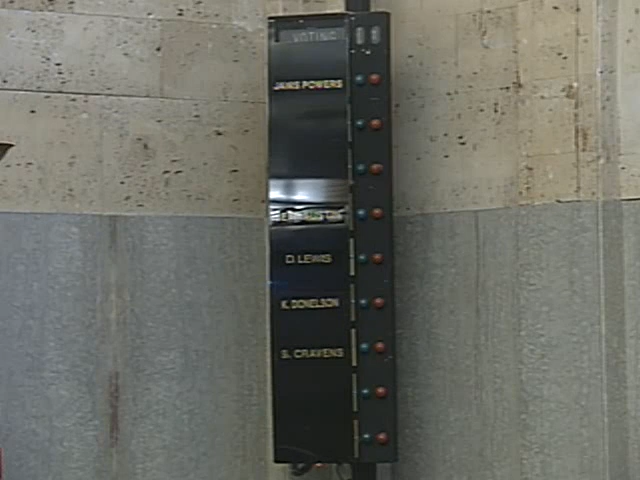 VOTING
JANIS POWERS
D. LEWIS
K. DONELSON
S. CRAVENS